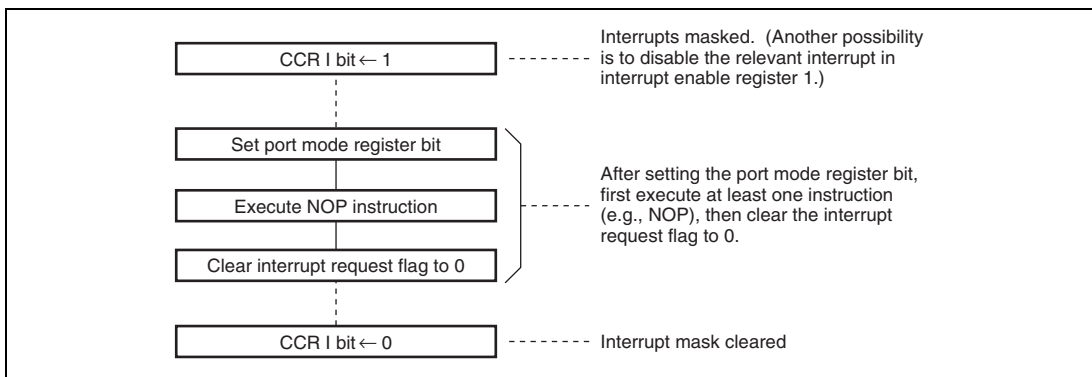 CCR I bit ← 1
Interrupts masked. (Another possibility
is to disable the relevant interrupt in
interrupt enable register 1.)
Set port mode register bit
Execute NOP instruction
Clear interrupt request flag to 0
After setting the port mode register bit,
first execute at least one instruction
(e.g., NOP), then clear the interrupt
request flag to 0.
CCR I bit ← 0
Interrupt mask cleared